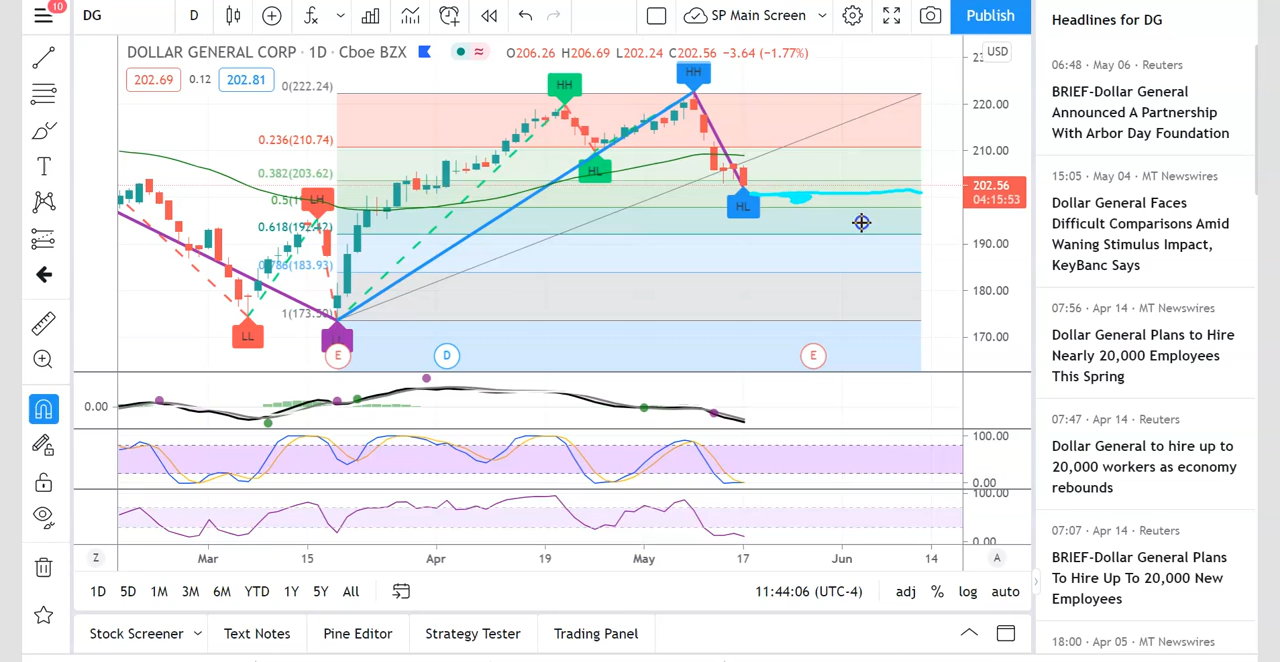 10
DG
D
SP Main Screen
Publish
DOLLAR GENERAL CORP · 1D · Cboe BZX
O206.26 H206.69 L202.24 C202.56 −3.64 (−1.77%)
USD
202.69 0.12 202.81
0(222.24)
HH
HH
220.00
0.236(210.74)
210.00
0.382(203.62)
HL
202.56
04:15:53
LH
HL
0.618(192.42)
190.00
0.786(183.93)
180.00
1(173.50)
LL
170.00
E
D
E
0.00
100.00
0.00
100.00
0.00
Z
Mar
15
Apr
19
May
17
Jun
14
A
1D 5D 1M 3M 6M YTD 1Y 5Y All
11:44:06 (UTC-4)
adj % log auto
Stock Screener
Text Notes
Pine Editor
Strategy Tester
Trading Panel
Headlines for DG
06:48 · May 06 · Reuters
BRIEF-Dollar General
Announced A Partnership
With Arbor Day Foundation
15:05 · May 04 · MT Newswires
Dollar General Faces
Difficult Comparisons Amid
Waning Stimulus Impact,
KeyBanc Says
07:56 · Apr 14 · MT Newswires
Dollar General Plans to Hire
Nearly 20,000 Employees
This Spring
07:47 · Apr 14 · Reuters
Dollar General to hire up to
20,000 workers as economy
rebounds
07:07 · Apr 14 · Reuters
BRIEF-Dollar General Plans
To Hire Up To 20,000 New
Employees
18:00 · Apr 05 · MT Newswires